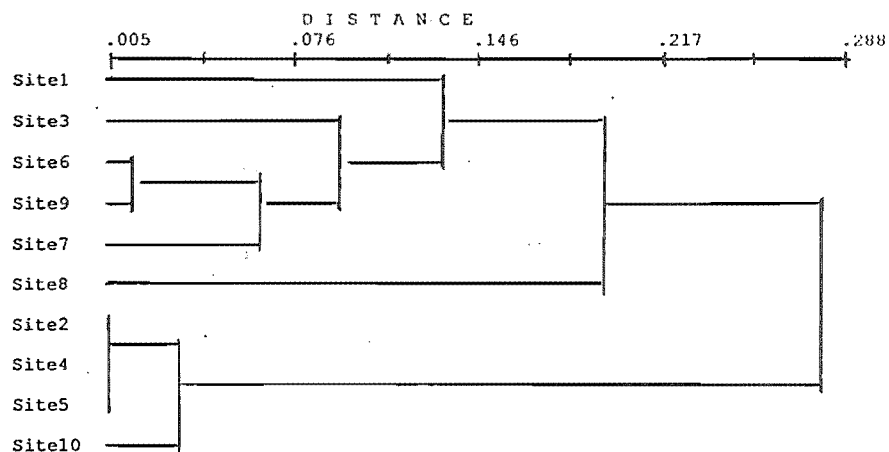 D I S T A N C E
.005 .076 .146 .217 .288
Site1
Site3
Site6
Site9
Site7
Site8
Site2
Site4
Site5
Site10